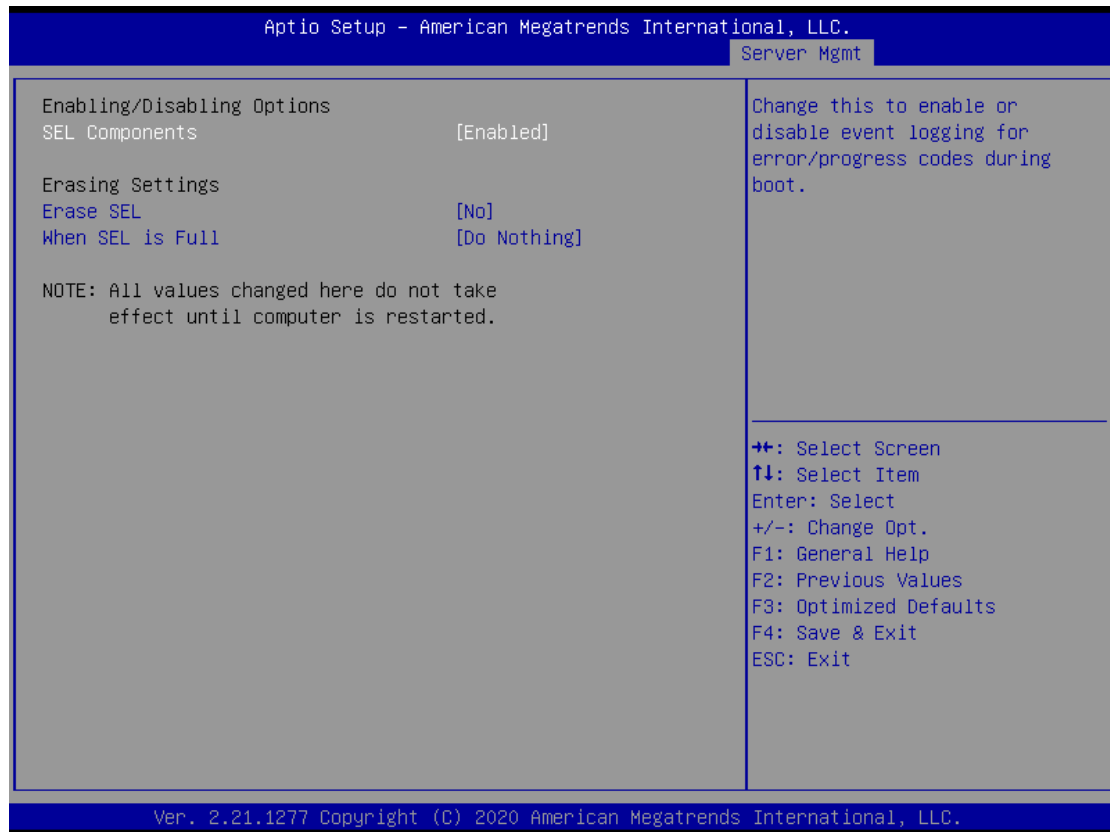 Aptio Setup – American Megatrends International, LLC.
Server Mgmt
Enabling/Disabling Options
SEL Components [Enabled]
Erasing Settings
Erase SEL [No]
When SEL is Full [Do Nothing]
NOTE: All values changed here do not take
effect until computer is restarted.
Change this to enable or
disable event logging for
error/progress codes during
boot.
→←: Select Screen
↑↓: Select Item
Enter: Select
+/-: Change Opt.
F1: General Help
F2: Previous Values
F3: Optimized Defaults
F4: Save & Exit
ESC: Exit
Ver. 2.21.1277 Copyright (C) 2020 American Megatrends International, LLC.